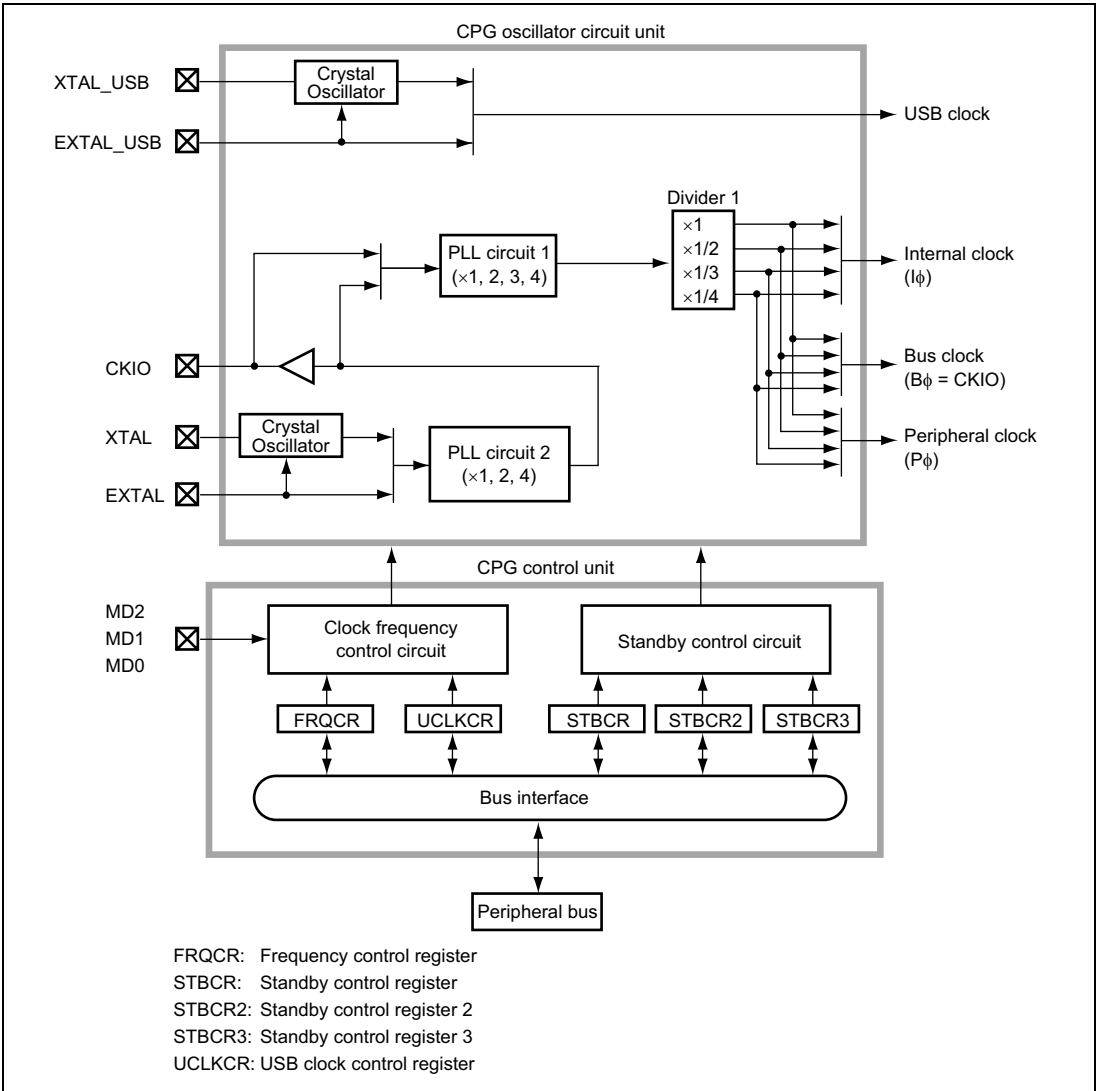 CPG oscillator circuit unit
XTAL_USB
Crystal
Oscillator
EXTAL_USB
USB clock
Divider 1
×1
×1/2
×1/3
×1/4
PLL circuit 1
(×1, 2, 3, 4)
Internal clock
(Iϕ)
CKIO
Bus clock
(Bϕ = CKIO)
XTAL
Crystal
Oscillator
PLL circuit 2
(×1, 2, 4)
Peripheral clock
(Pϕ)
EXTAL
CPG control unit
MD2
MD1
MD0
Clock frequency
control circuit
Standby control circuit
FRQCR
UCLKCR
STBCR
STBCR2
STBCR3
Bus interface
Peripheral bus
FRQCR: Frequency control register
STBCR: Standby control register
STBCR2: Standby control register 2
STBCR3: Standby control register 3
UCLKCR: USB clock control register